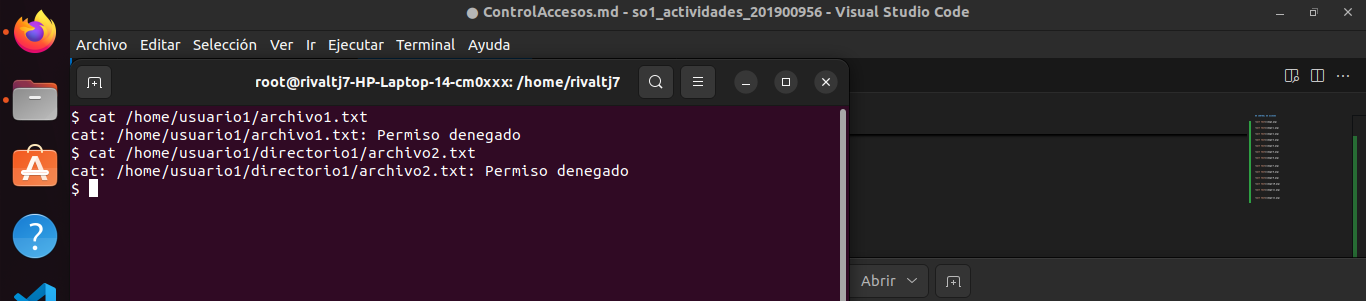 ● ControlAccesos.md - so1_actividades_201900956 - Visual Studio Code
Archivo Editar Selección Ver Ir Ejecutar Terminal Ayuda
root@rivaltj7-HP-Laptop-14-cm0xxx: /home/rivaltj7
$ cat /home/usuario1/archivo1.txt
cat: /home/usuario1/archivo1.txt: Permiso denegado
$ cat /home/usuario1/directorio1/archivo2.txt
cat: /home/usuario1/directorio1/archivo2.txt: Permiso denegado
$
Abrir